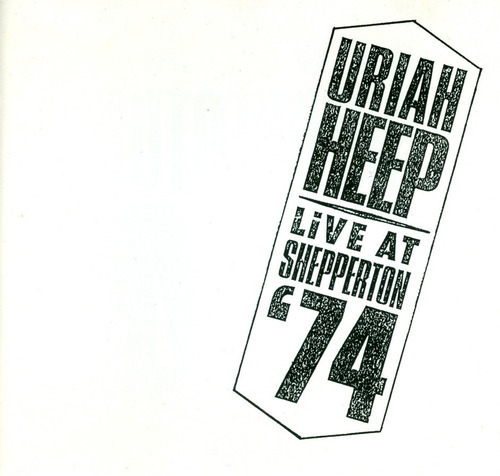 URIAH
HEEP
LiVE AT
SHEPPERTON
'74